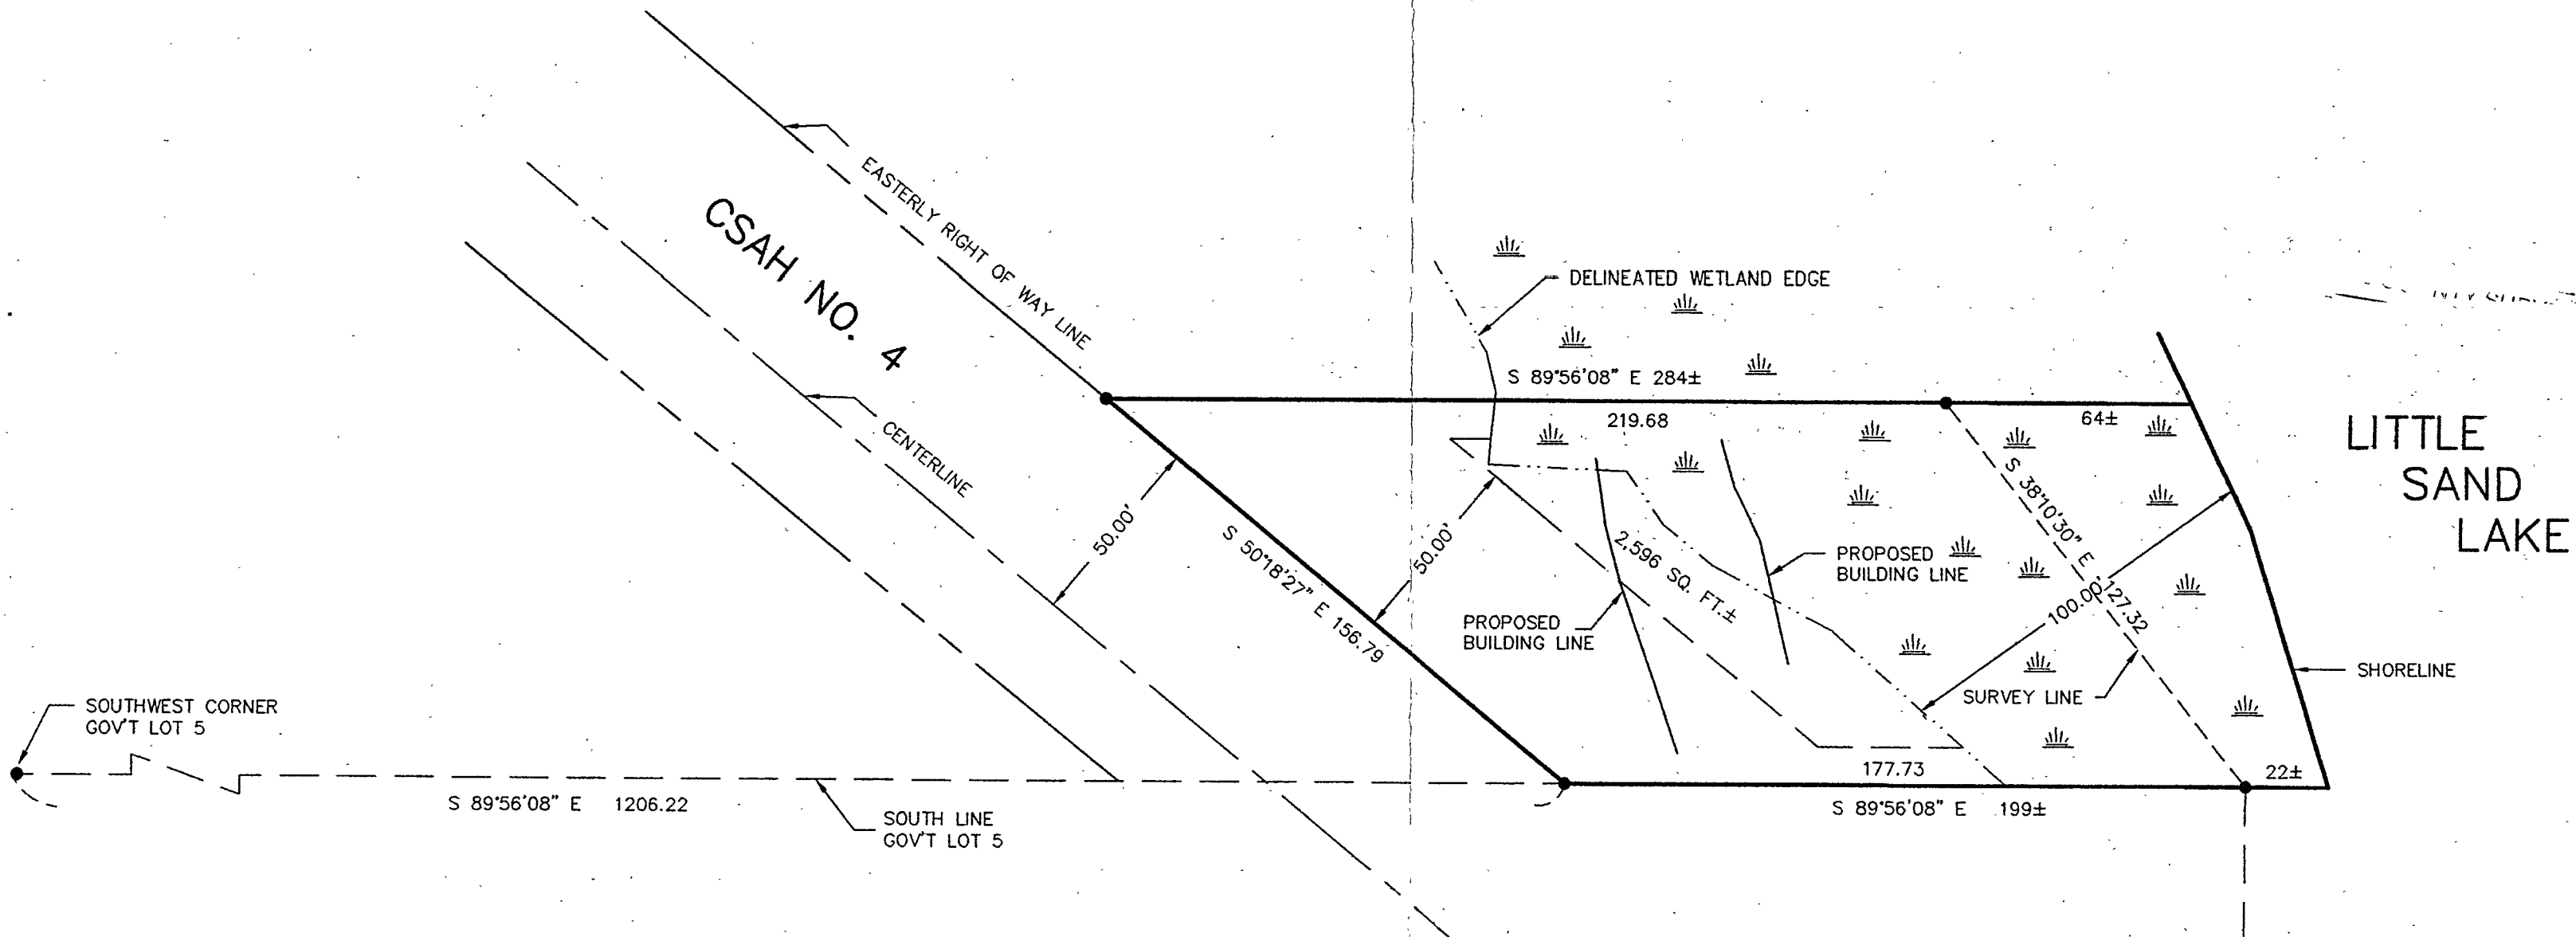 EASTERLY RIGHT OF WAY LINE
CSAH NO. 4
CENTERLINE
50.00'
S 50°18'27" E 156.79
50.00'
DELINEATED WETLAND EDGE
S 89°56'08" E 284±
219.68
64±
LITTLE
SAND
LAKE
S 38°10'30" E 127.32
100.00'
2,596 SQ. FT.±
PROPOSED
BUILDING LINE
PROPOSED
BUILDING LINE
SHORELINE
SURVEY LINE
SOUTHWEST CORNER
GOV'T LOT 5
S 89°56'08" E 1206.22
SOUTH LINE
GOV'T LOT 5
177.73
22±
S 89°56'08" E 199±